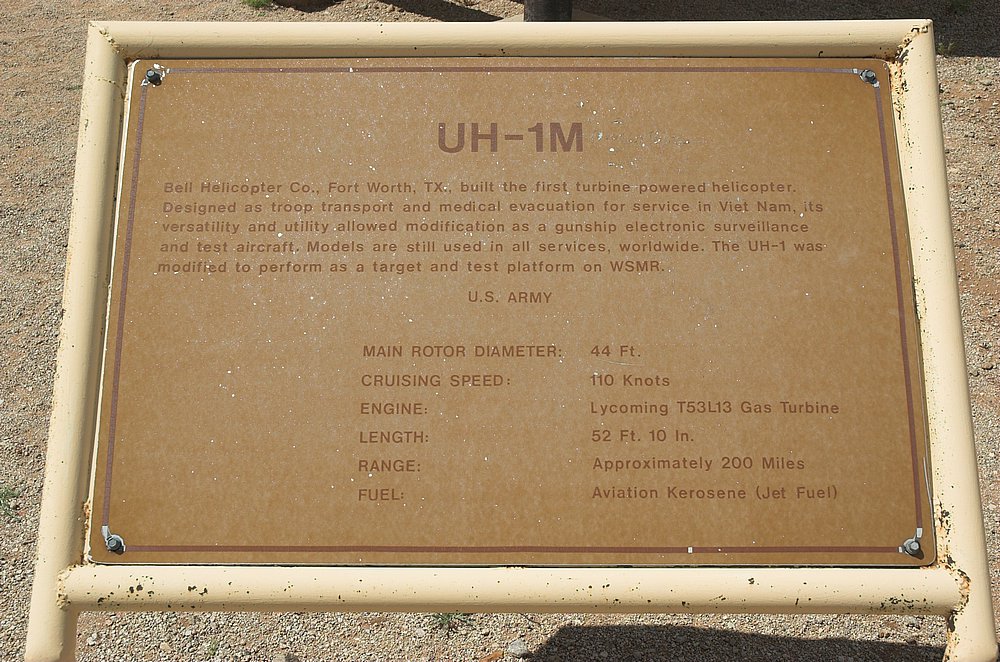 UH-1M
Bell Helicopter Co., Fort Worth, TX., built the first turbine powered helicopter.
Designed as troop transport and medical evacuation for service in Viet Nam, its
versatility and utility allowed modification as a gunship electronic surveillance
and test aircraft. Models are still used in all services, worldwide. The UH-1 was
modified to perform as a target and test platform on WSMR.
U.S. ARMY
MAIN ROTOR DIAMETER: 44 Ft.
CRUISING SPEED: 110 Knots
ENGINE: Lycoming T53L13 Gas Turbine
LENGTH: 52 Ft. 10 In.
RANGE: Approximately 200 Miles
FUEL: Aviation Kerosene (Jet Fuel)